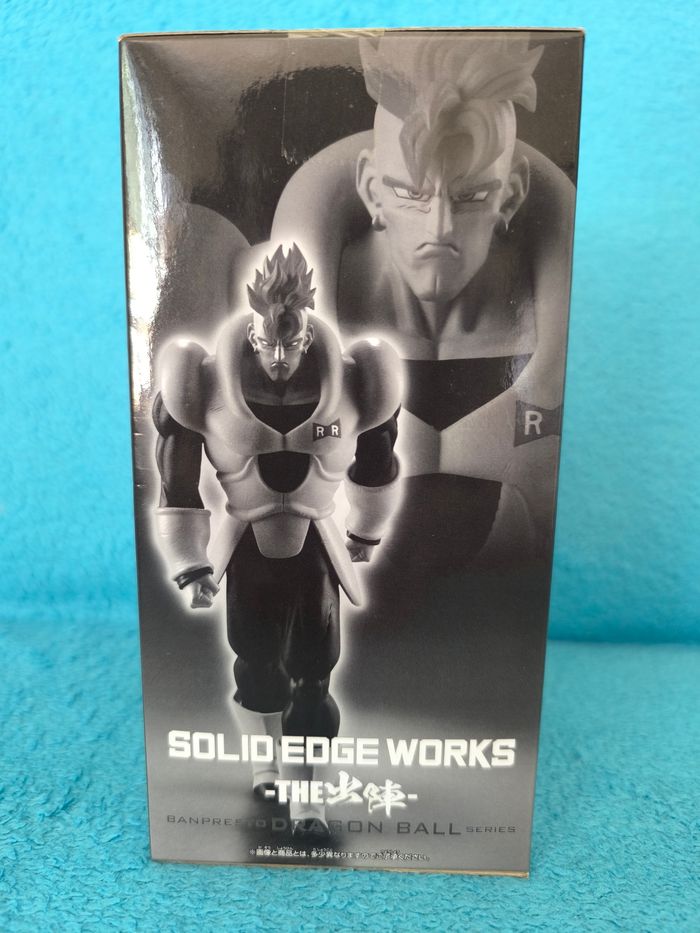 R R
R
SOLID EDGE WORKS
-THE出陣-
BANPRESTO DRAGON BALL SERIES
※画像と商品とは、多少異なりますのでご了承ください。